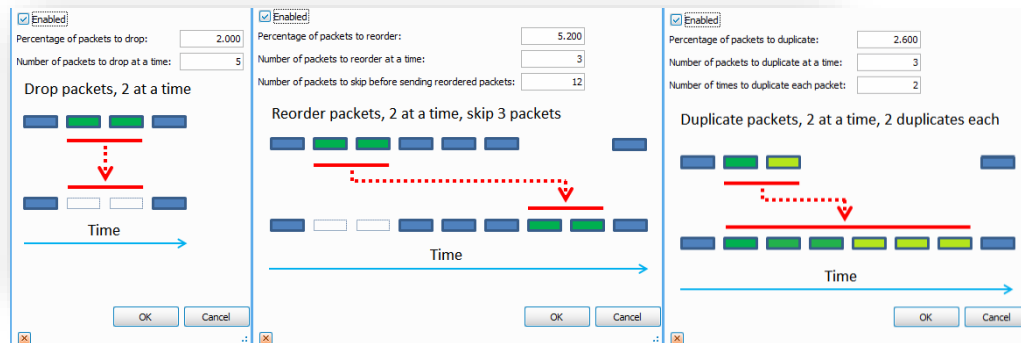 Enabled
Percentage of packets to drop: 2.000
Number of packets to drop at a time: 5
Drop packets, 2 at a time
Time
OK Cancel
Enabled
Percentage of packets to reorder: 5.200
Number of packets to reorder at a time: 3
Number of packets to skip before sending reordered packets: 12
Reorder packets, 2 at a time, skip 3 packets
Time
OK Cancel
Enabled
Percentage of packets to duplicate: 2.600
Number of packets to duplicate at a time: 3
Number of times to duplicate each packet: 2
Duplicate packets, 2 at a time, 2 duplicates each
Time
OK Cancel